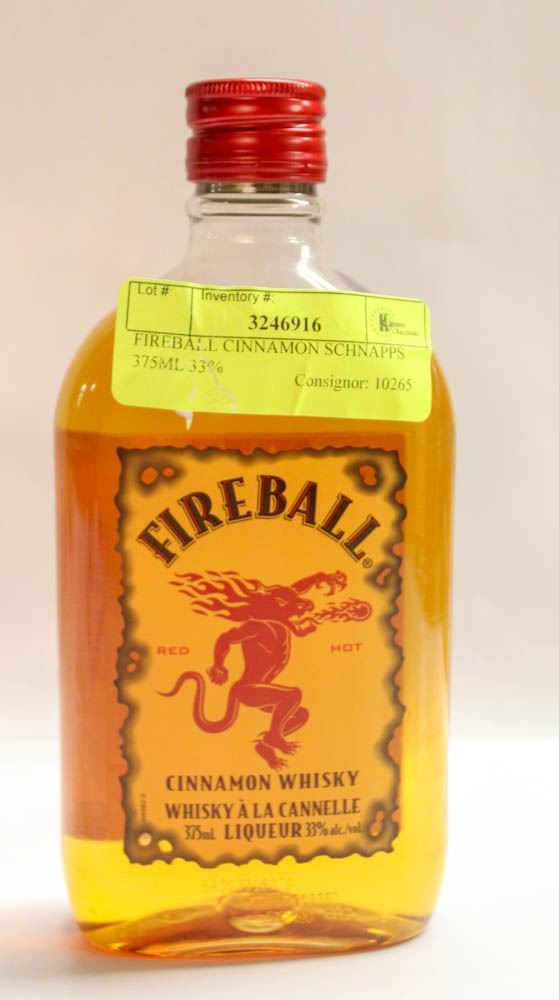 Lot #: Inventory #:
3246916
FIREBALL CINNAMON SCHNAPPS
375ML 33%
Consignor: 10265
FIREBALL®
RED HOT
CINNAMON WHISKY
WHISKY À LA CANNELLE
375mL LIQUEUR 33% alc./vol.